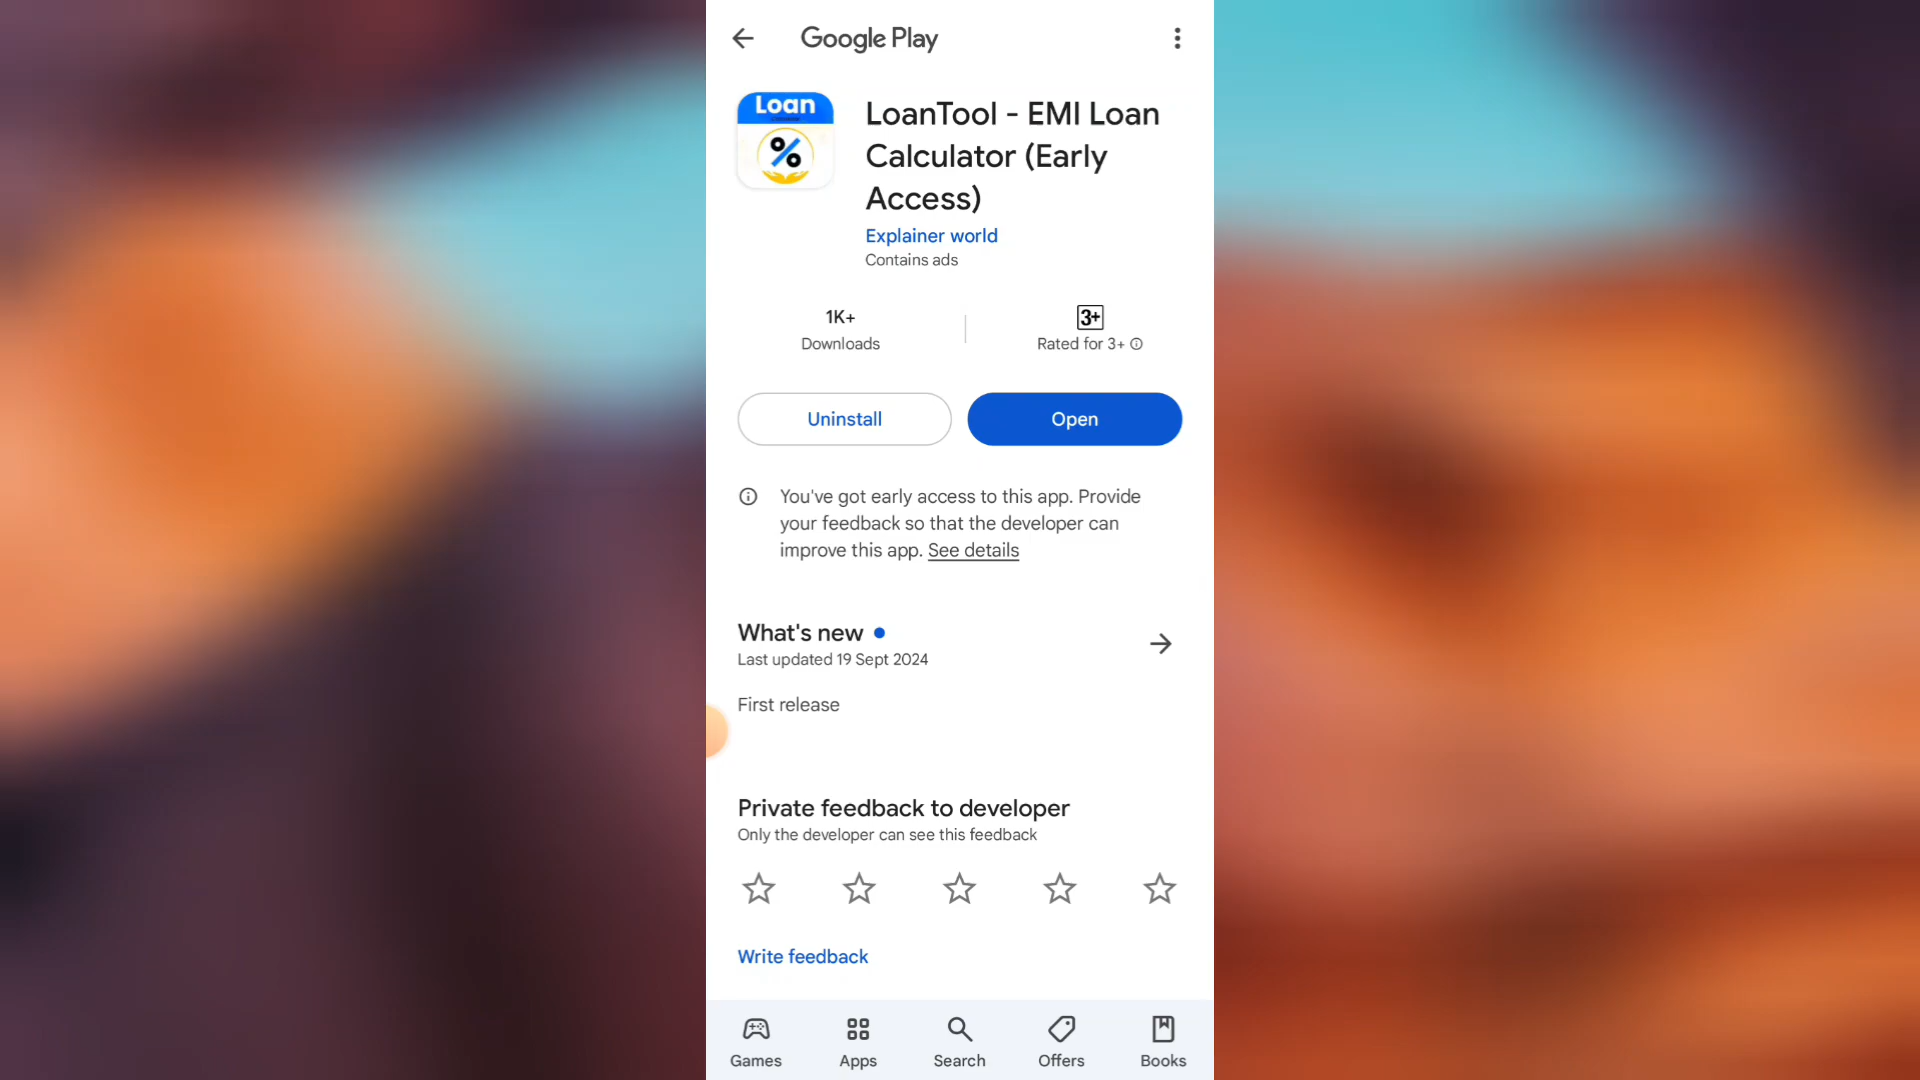 Google Play
Loan
%
LoanTool - EMI Loan
Calculator (Early
Access)
Explainer world
Contains ads
1K+
Downloads
3+
Rated for 3+
Uninstall
Open
You've got early access to this app. Provide
your feedback so that the developer can
improve this app. See details
What's new
Last updated 19 Sept 2024
First release
Private feedback to developer
Only the developer can see this feedback
Write feedback
Games
Apps
Search
Offers
Books